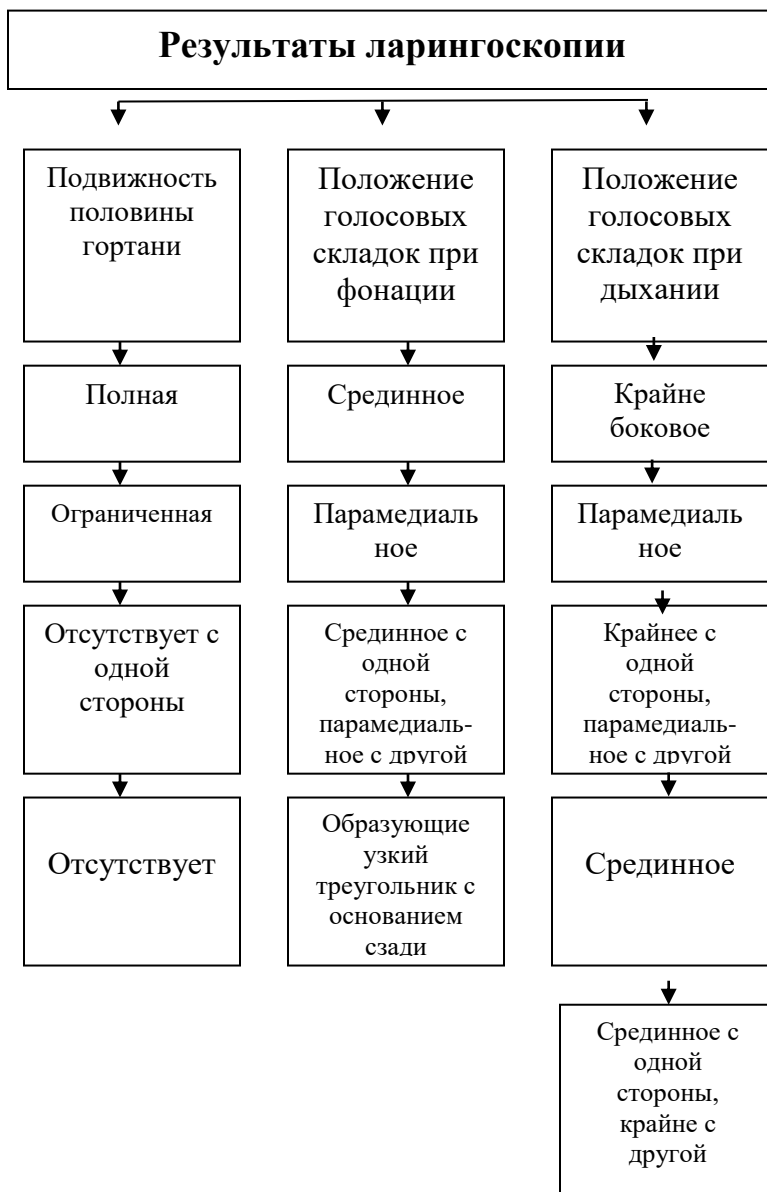 Результаты ларингоскопии
Подвижность
половины
гортани
Положение
голосовых
складок при
фонации
Положение
голосовых
складок при
дыхании
Полная
Срединное
Крайне
боковое
Ограниченная
Парамедиаль
ное
Парамедиаль
ное
Отсутствует с
одной
стороны
Срединное с
одной
стороны,
парамедиаль-
ное с другой
Крайнее с
одной
стороны,
парамедиаль-
ное с другой
Отсутствует
Образующие
узкий
треугольник с
основанием
сзади
Срединное
Срединное с
одной
стороны,
крайне с
другой